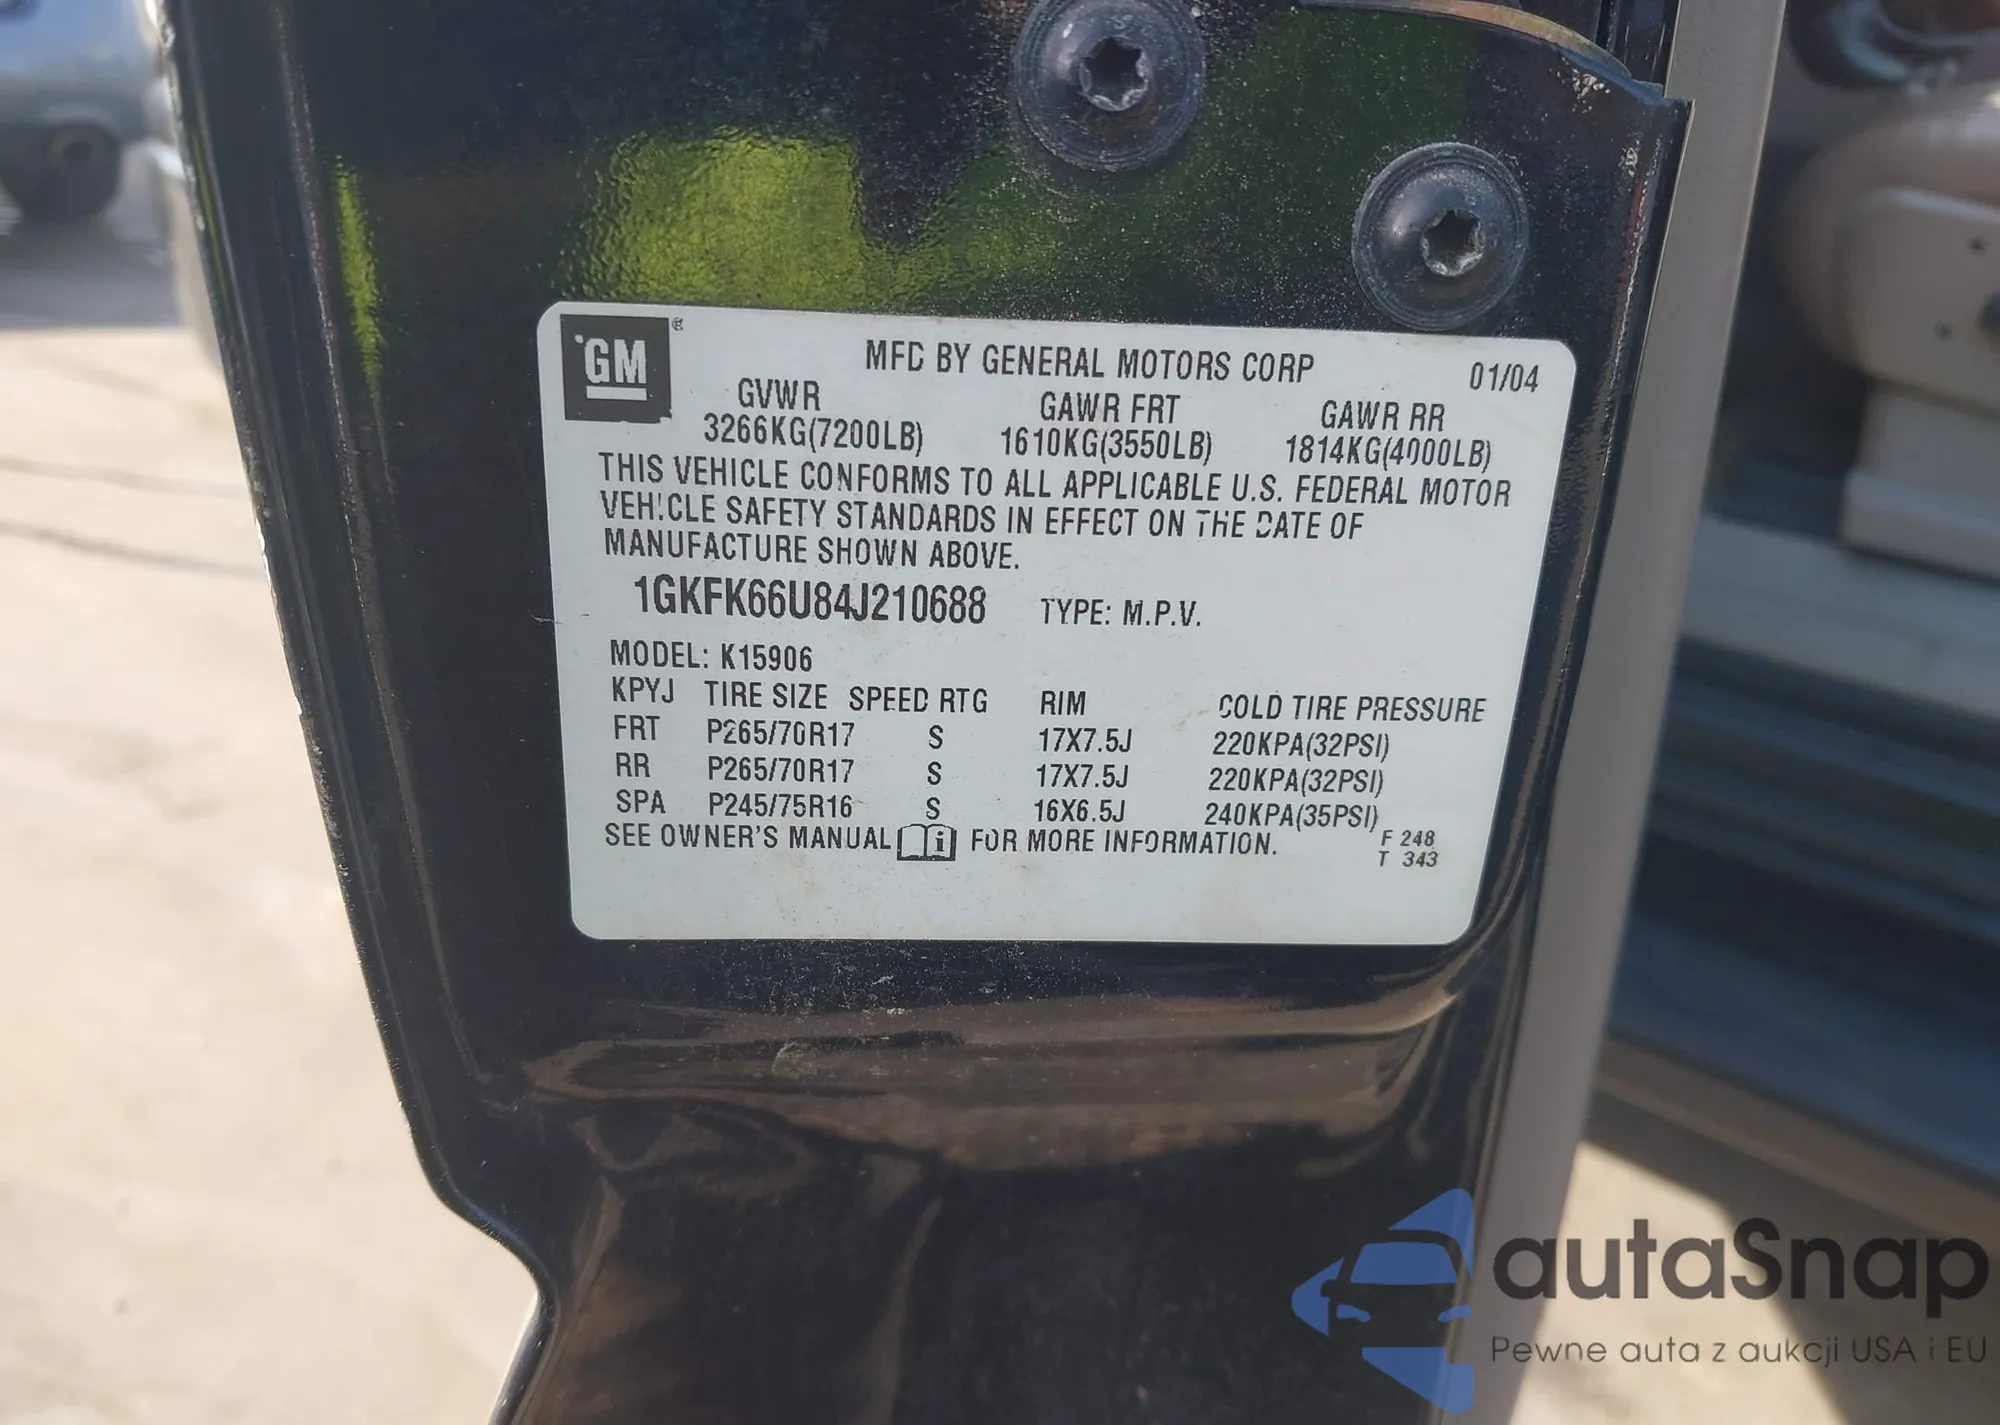 GM ®
MFD BY GENERAL MOTORS CORP 01/04
GVWR GAWR FRT GAWR RR
3266KG(7200LB) 1610KG(3550LB) 1814KG(4000LB)
THIS VEHICLE CONFORMS TO ALL APPLICABLE U.S. FEDERAL MOTOR
VEHICLE SAFETY STANDARDS IN EFFECT ON THE DATE OF
MANUFACTURE SHOWN ABOVE.
1GKFK66U84J210688 TYPE: M.P.V.
MODEL: K15906
KPYJ TIRE SIZE SPEED RTG RIM COLD TIRE PRESSURE
FRT P265/70R17 S 17X7.5J 220KPA(32PSI)
RR P265/70R17 S 17X7.5J 220KPA(32PSI)
SPA P245/75R16 S 16X6.5J 240KPA(35PSI)
SEE OWNER'S MANUAL i FOR MORE INFORMATION. F 248
T 343
autaSnap
Pewne auta z aukcji USA i EU